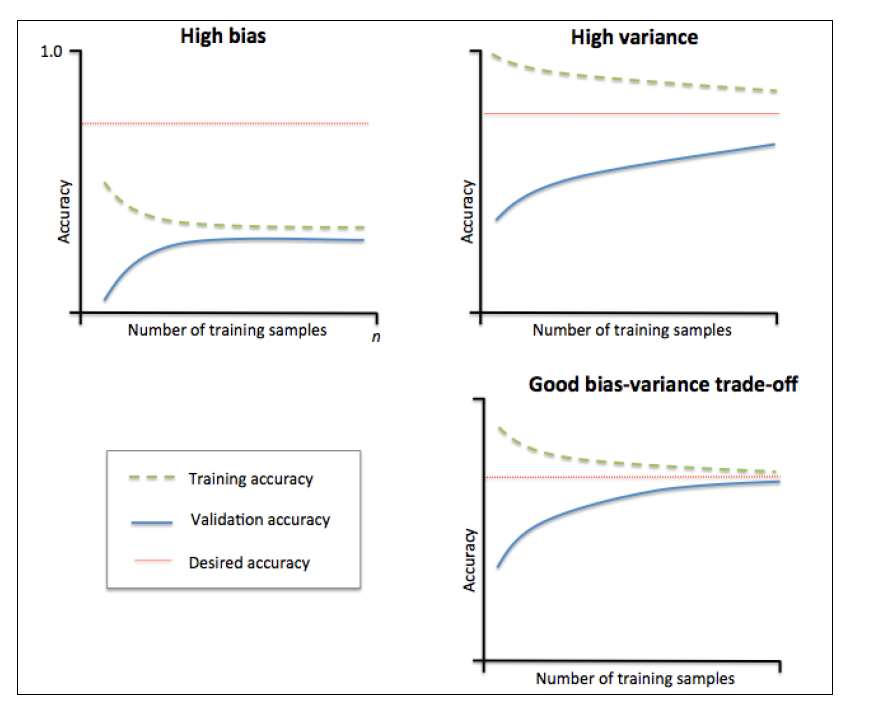 High bias
1.0
Accuracy
Number of training samples
n
High variance
Accuracy
Number of training samples
Good bias-variance trade-off
Accuracy
Number of training samples
Training accuracy
Validation accuracy
Desired accuracy